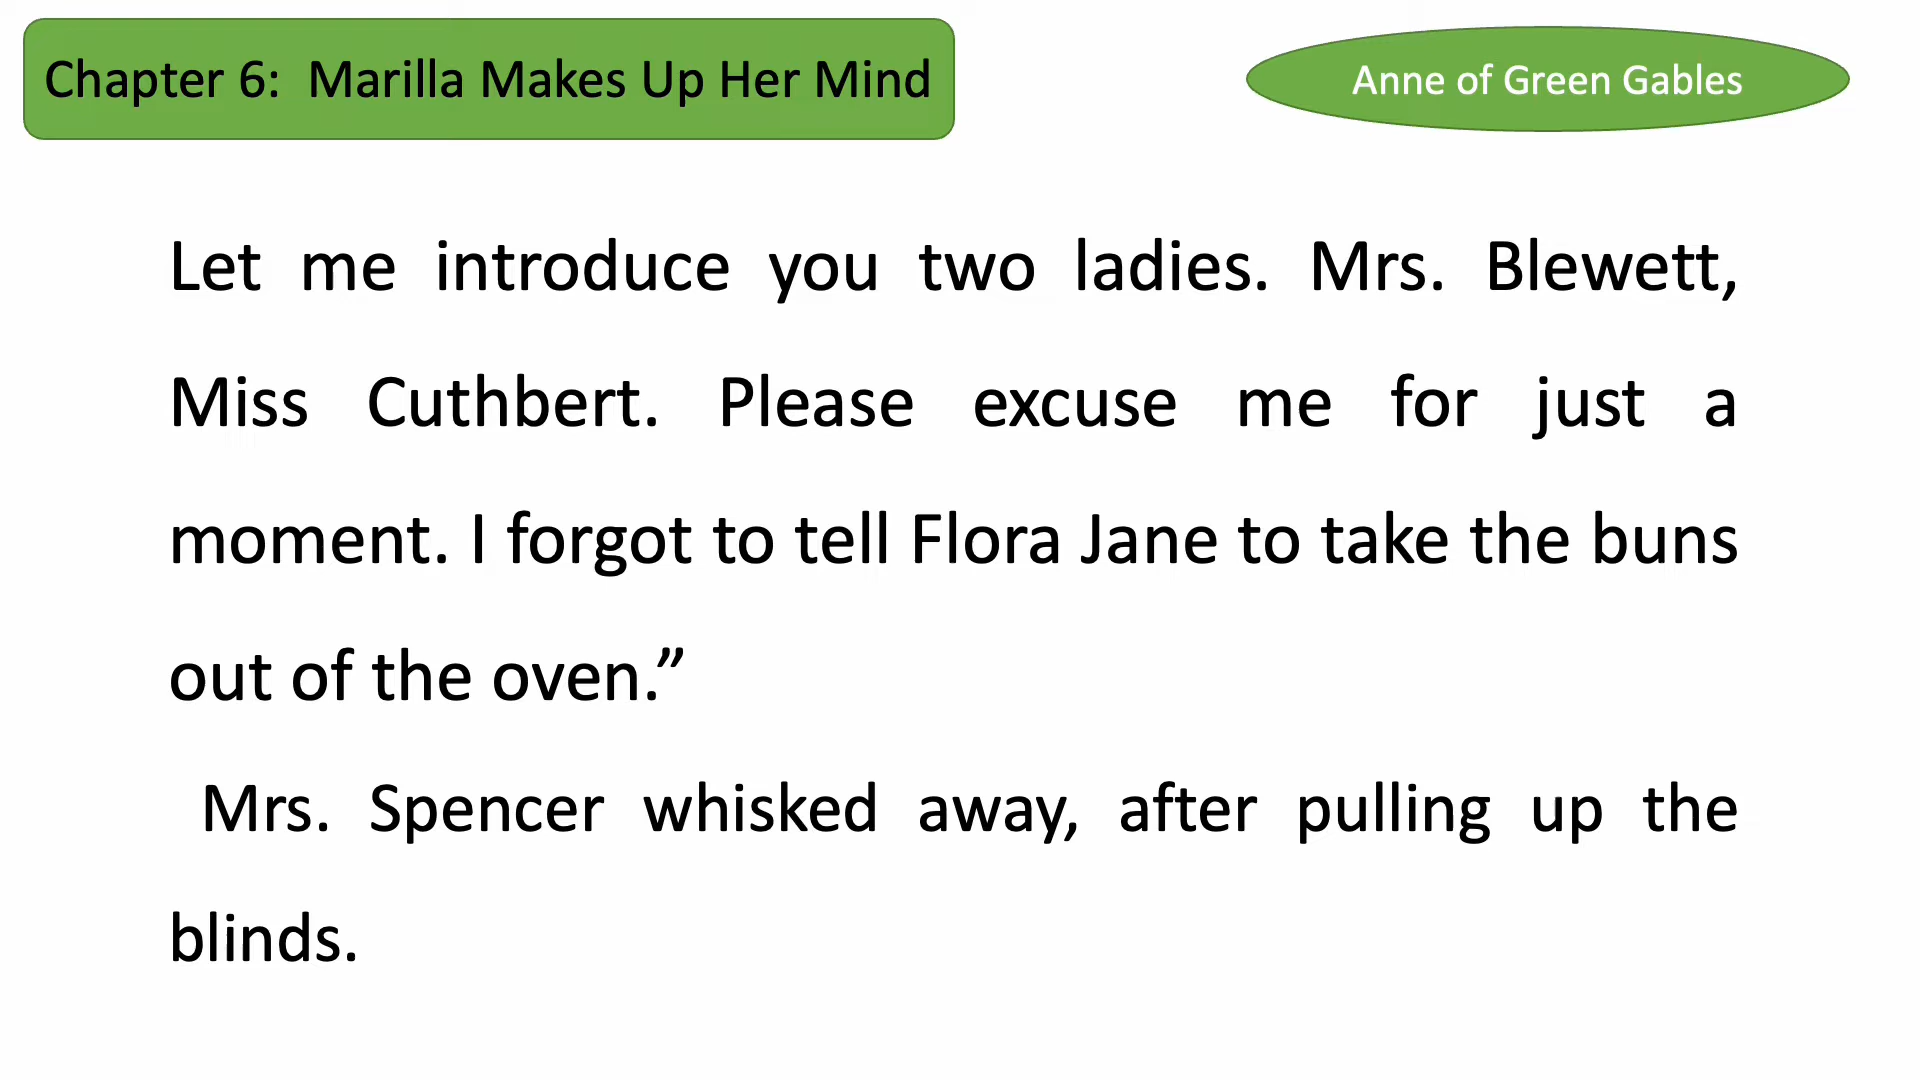 Chapter 6:  Marilla Makes Up Her Mind
Anne of Green Gables
Let me introduce you two ladies. Mrs. Blewett,
Miss Cuthbert. Please excuse me for just a
moment. I forgot to tell Flora Jane to take the buns
out of the oven.”
Mrs. Spencer whisked away, after pulling up the
blinds.